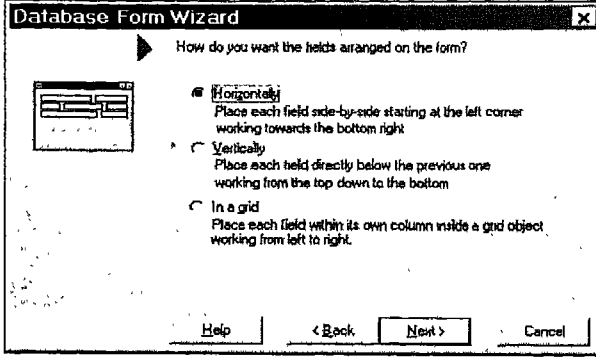 Database Form Wizard
How do you want the fields arranged on the form?
Horizontally
Place each field side-by-side starting at the left corner
working towards the bottom right
Vertically
Place each field directly below the previous one
working from the top down to the bottom
In a grid
Place each field within its own column inside a grid object
working from left to right.
Help
< Back
Next >
Cancel